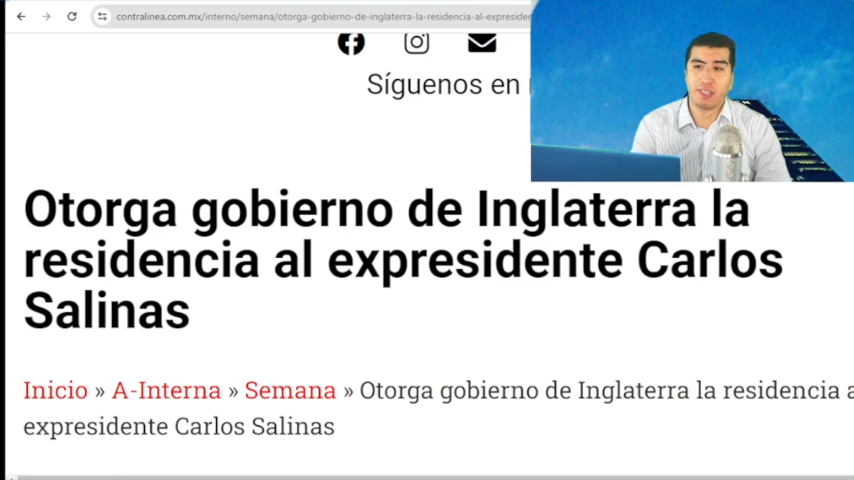 contralinea.com.mx/interno/semana/otorga-gobierno-de-inglaterra-la-residencia-al-expresiden
Síguenos en
Otorga gobierno de Inglaterra la
residencia al expresidente Carlos
Salinas
Inicio » A-Interna » Semana » Otorga gobierno de Inglaterra la residencia a
expresidente Carlos Salinas